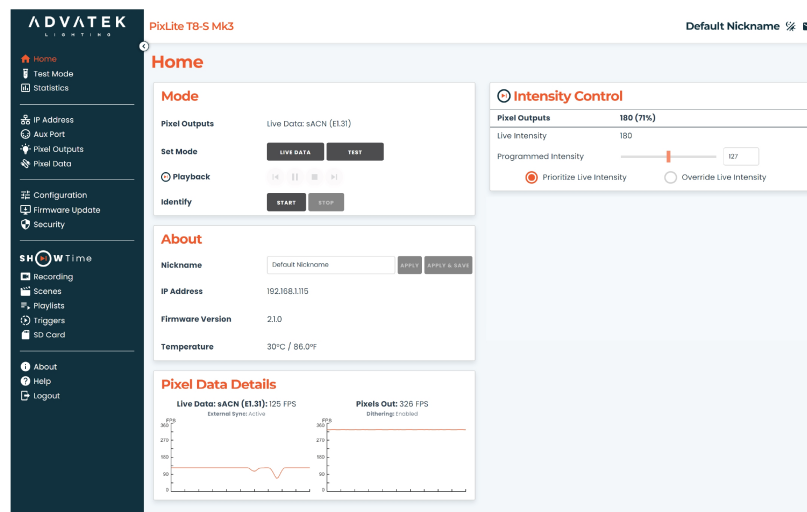 ADVATEK
LIGHTING
PixLite T8-S Mk3
Default Nickname
Home
Test Mode
Statistics
IP Address
Aux Port
Pixel Outputs
Pixel Data
Configuration
Firmware Update
Security
SHOWTime
Recording
Scenes
Playlists
Triggers
SD Card
About
Help
Logout
Home
Mode
Pixel Outputs Live Data: sACN (E1.31)
Set Mode LIVE DATA TEST
Playback
Identify START STOP
About
Nickname Default Nickname APPLY APPLY & SAVE
IP Address 192.168.1.115
Firmware Version 2.1.0
Temperature 30°C / 86.0°F
Pixel Data Details
Live Data: sACN (E1.31): 125 FPS
External Sync: Active
FPS
360
270
180
90
0
Pixels Out: 326 FPS
Dithering: Enabled
FPS
360
270
180
90
0
Intensity Control
Pixel Outputs 180 (71%)
Live Intensity 180
Programmed Intensity 127
Prioritize Live Intensity Override Live Intensity